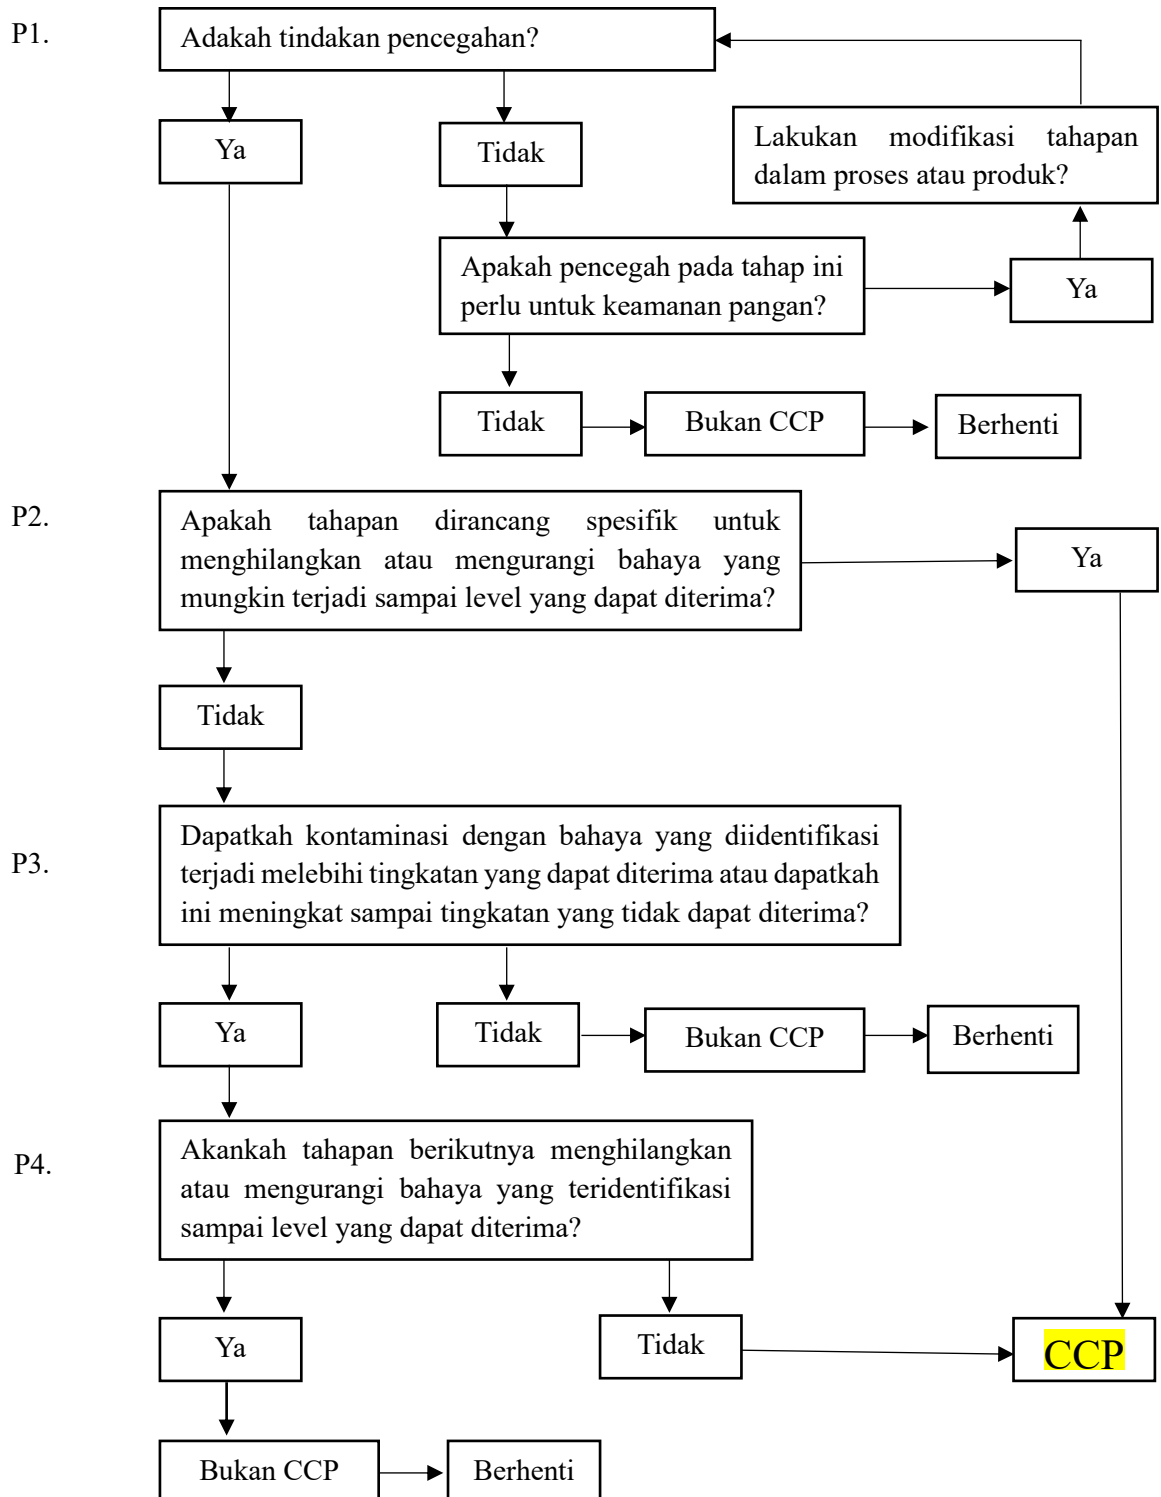 P1.
Adakah tindakan pencegahan?
Ya
Tidak
Lakukan modifikasi tahapan
dalam proses atau produk?
Apakah pencegah pada tahap ini
perlu untuk keamanan pangan?
Ya
Tidak
Bukan CCP
Berhenti
P2.
Apakah tahapan dirancang spesifik untuk
menghilangkan atau mengurangi bahaya yang
mungkin terjadi sampai level yang dapat diterima?
Ya
Tidak
P3.
Dapatkah kontaminasi dengan bahaya yang diidentifikasi
terjadi melebihi tingkatan yang dapat diterima atau dapatkah
ini meningkat sampai tingkatan yang tidak dapat diterima?
Ya
Tidak
Bukan CCP
Berhenti
P4.
Akankah tahapan berikutnya menghilangkan
atau mengurangi bahaya yang teridentifikasi
sampai level yang dapat diterima?
Ya
Tidak
CCP
Bukan CCP
Berhenti